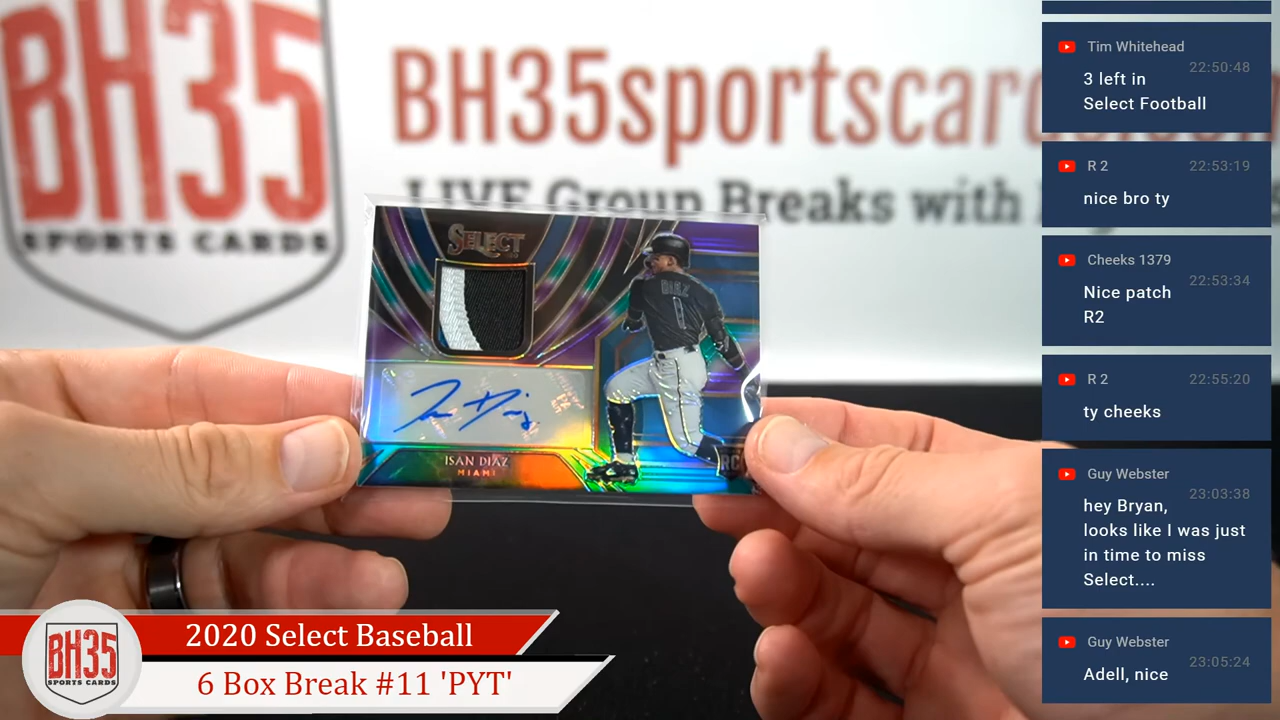 BH35
SPORTS CARDS
BH35sportscards.com
LIVE Group Breaks with
SELECT
DIAZ
1
ISAN DIAZ
MIAMI
RC
2020 Select Baseball
6 Box Break #11 'PYT'
BH35
SPORTS CARDS
Tim Whitehead
22:50:48
3 left in
Select Football
R 2
22:53:19
nice bro ty
Cheeks 1379
22:53:34
Nice patch
R2
R 2
22:55:20
ty cheeks
Guy Webster
23:03:38
hey Bryan,
looks like I was just
in time to miss
Select....
Guy Webster
23:05:24
Adell, nice